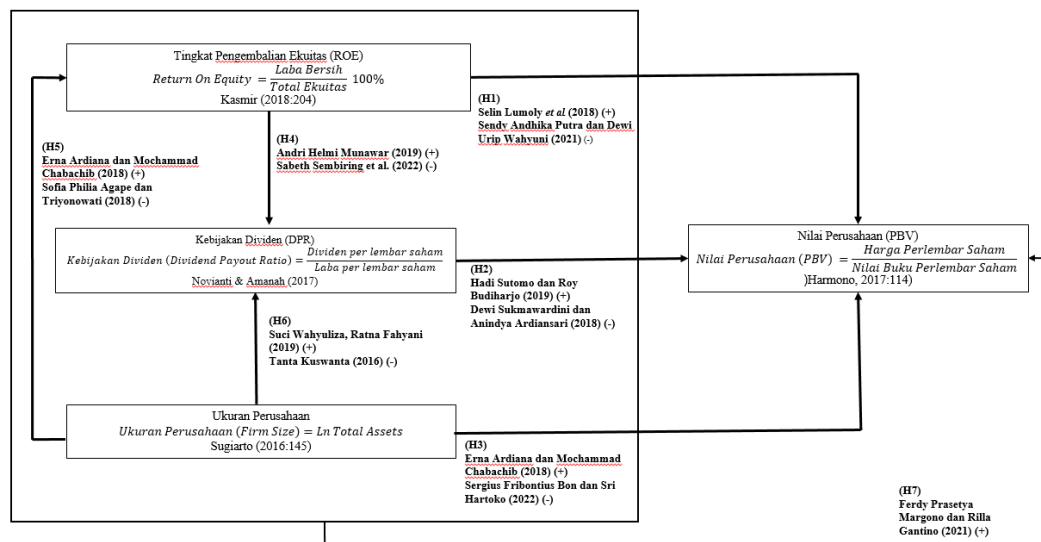 Tingkat Pengembalian Ekuitas (ROE)
Return On Equity = Laba Bersih / Total Ekuitas 100%
Kasmir (2018:204)
(H1)
Selin Lumoly et al (2018) (+)
Sendy Andhika Putra dan Dewi
Urip Wahyuni (2021) (-)
(H4)
Andri Helmi Munawar (2019) (+)
Sabeth Sembiring et al. (2022) (-)
(H5)
Erna Ardiana dan Mochammad
Chabachib (2018) (+)
Sofia Philia Agape dan
Triyonowati (2018) (-)
Kebijakan Dividen (DPR)
Kebijakan Dividen (Dividend Payout Ratio) = Dividen per lembar saham / Laba per lembar saham
Novianti & Amanah (2017)
Nilai Perusahaan (PBV)
Nilai Perusahaan (PBV) = Harga Perlembar Saham / Nilai Buku Perlembar Saham
)Harmono, 2017:114)
(H2)
Hadi Sutomo dan Roy
Budiharjo (2019) (+)
Dewi Sukmawardini dan
Anindya Ardiansari (2018) (-)
(H6)
Suci Wahyuliza, Ratna Fahyani
(2019) (+)
Tanta Kuswanta (2016) (-)
Ukuran Perusahaan
Ukuran Perusahaan (Firm Size) = Ln Total Assets
Sugiarto (2016:145)
(H3)
Erna Ardiana dan Mochammad
Chabachib (2018) (+)
Sergius Fribontius Bon dan Sri
Hartoko (2022) (-)
(H7)
Ferdy Prasetya
Margono dan Rilla
Gantino (2021) (+)